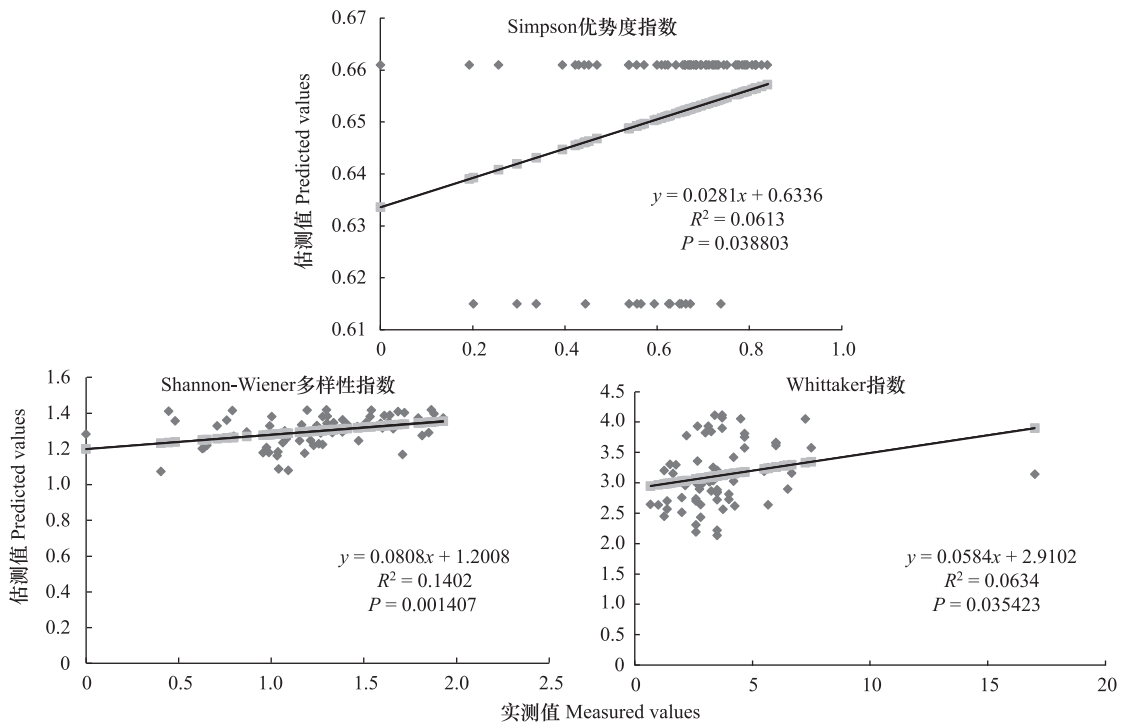 Simpson优势度指数
0.67
0.66
0.65
0.64
0.63
0.62
0.61
估测值 Predicted values
y = 0.0281x + 0.6336
R² = 0.0613
P = 0.038803
0 0.2 0.4 0.6 0.8 1.0
Shannon-Wiener多样性指数
1.6
1.4
1.2
1.0
0.8
0.6
0.4
0.2
0
估测值 Predicted values
y = 0.0808x + 1.2008
R² = 0.1402
P = 0.001407
0 0.5 1.0 1.5 2.0 2.5
Whittaker指数
4.5
4.0
3.5
3.0
2.5
2.0
1.5
1.0
0.5
0
y = 0.0584x + 2.9102
R² = 0.0634
P = 0.035423
0 5 10 15 20
实测值 Measured values